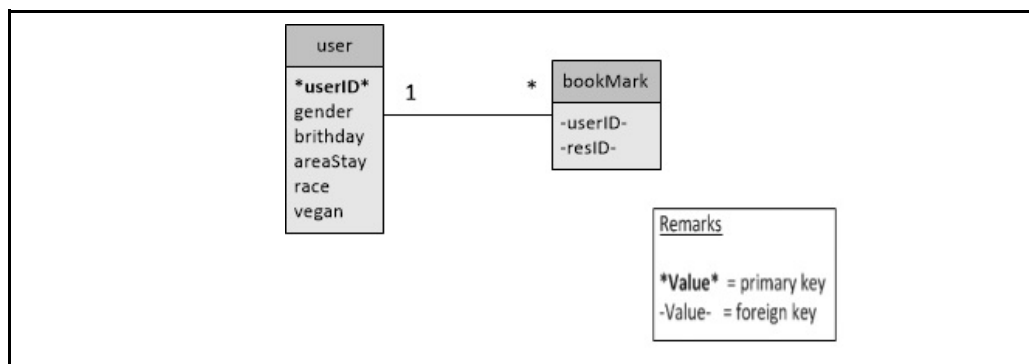 user
*userID*
gender
brithday
areaStay
race
vegan
1
*
bookMark
-userID-
-resID-
Remarks
*Value* = primary key
-Value- = foreign key